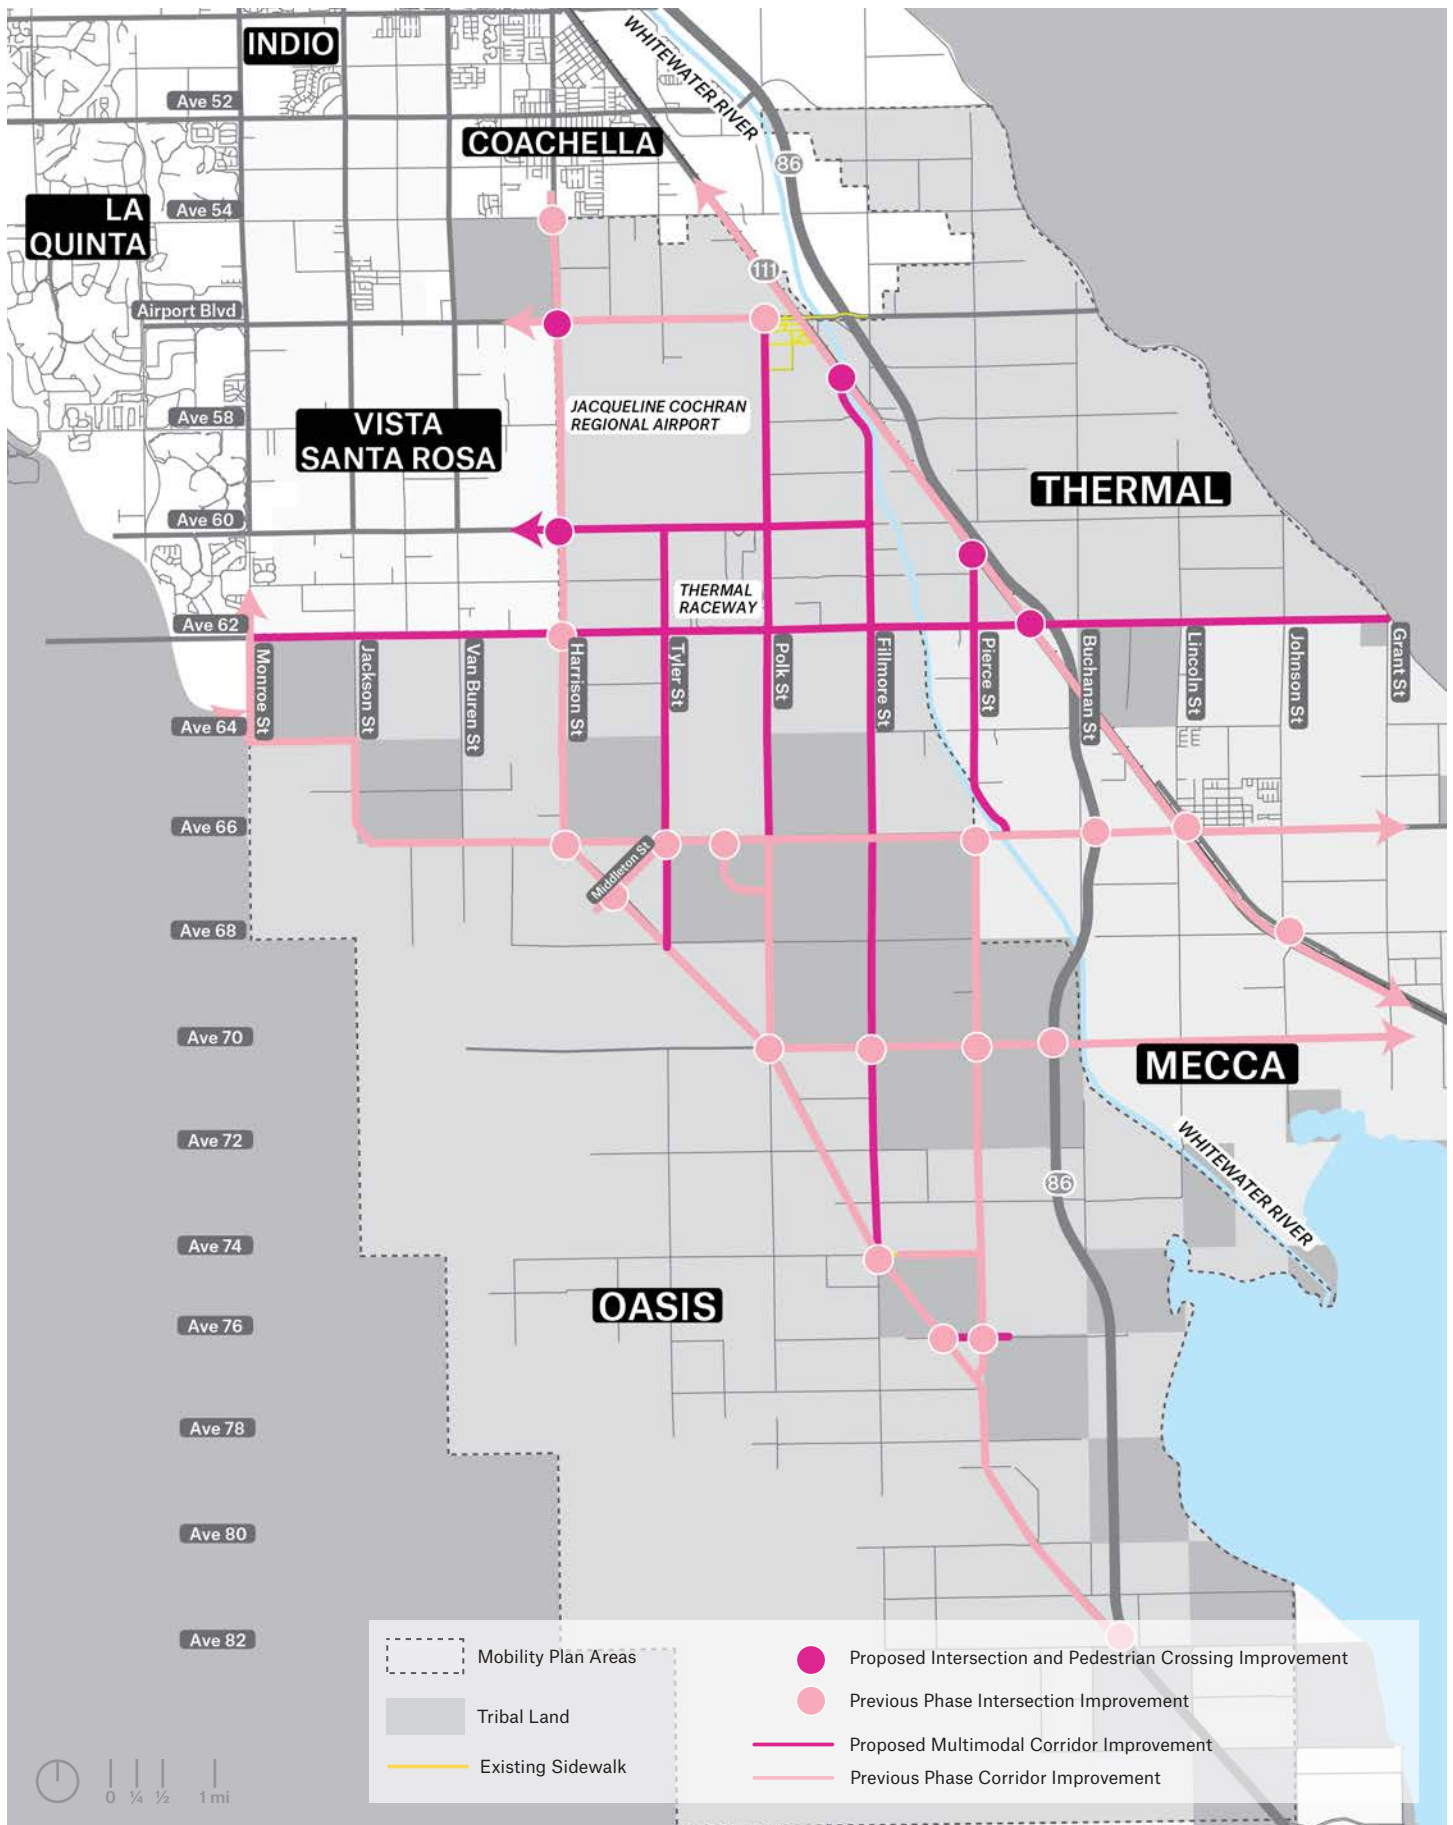 INDIO
WHITEWATER RIVER
Ave 52
COACHELLA
86
LA
QUINTA
Ave 54
111
Airport Blvd
JACQUELINE COCHRAN
REGIONAL AIRPORT
Ave 58
VISTA
SANTA ROSA
THERMAL
Ave 60
THERMAL
RACEWAY
Ave 62
Monroe St
Jackson St
Van Buren St
Harrison St
Tyler St
Polk St
Fillmore St
Pierce St
Buchanan St
Lincoln St
Johnson St
Grant St
Ave 64
Ave 66
Middleton St
Ave 68
Ave 70
MECCA
Ave 72
WHITEWATER RIVER
86
Ave 74
OASIS
Ave 76
Ave 78
Ave 80
Ave 82
Mobility Plan Areas
Tribal Land
Existing Sidewalk
Proposed Intersection and Pedestrian Crossing Improvement
Previous Phase Intersection Improvement
Proposed Multimodal Corridor Improvement
Previous Phase Corridor Improvement
0 ¼ ½ 1 mi